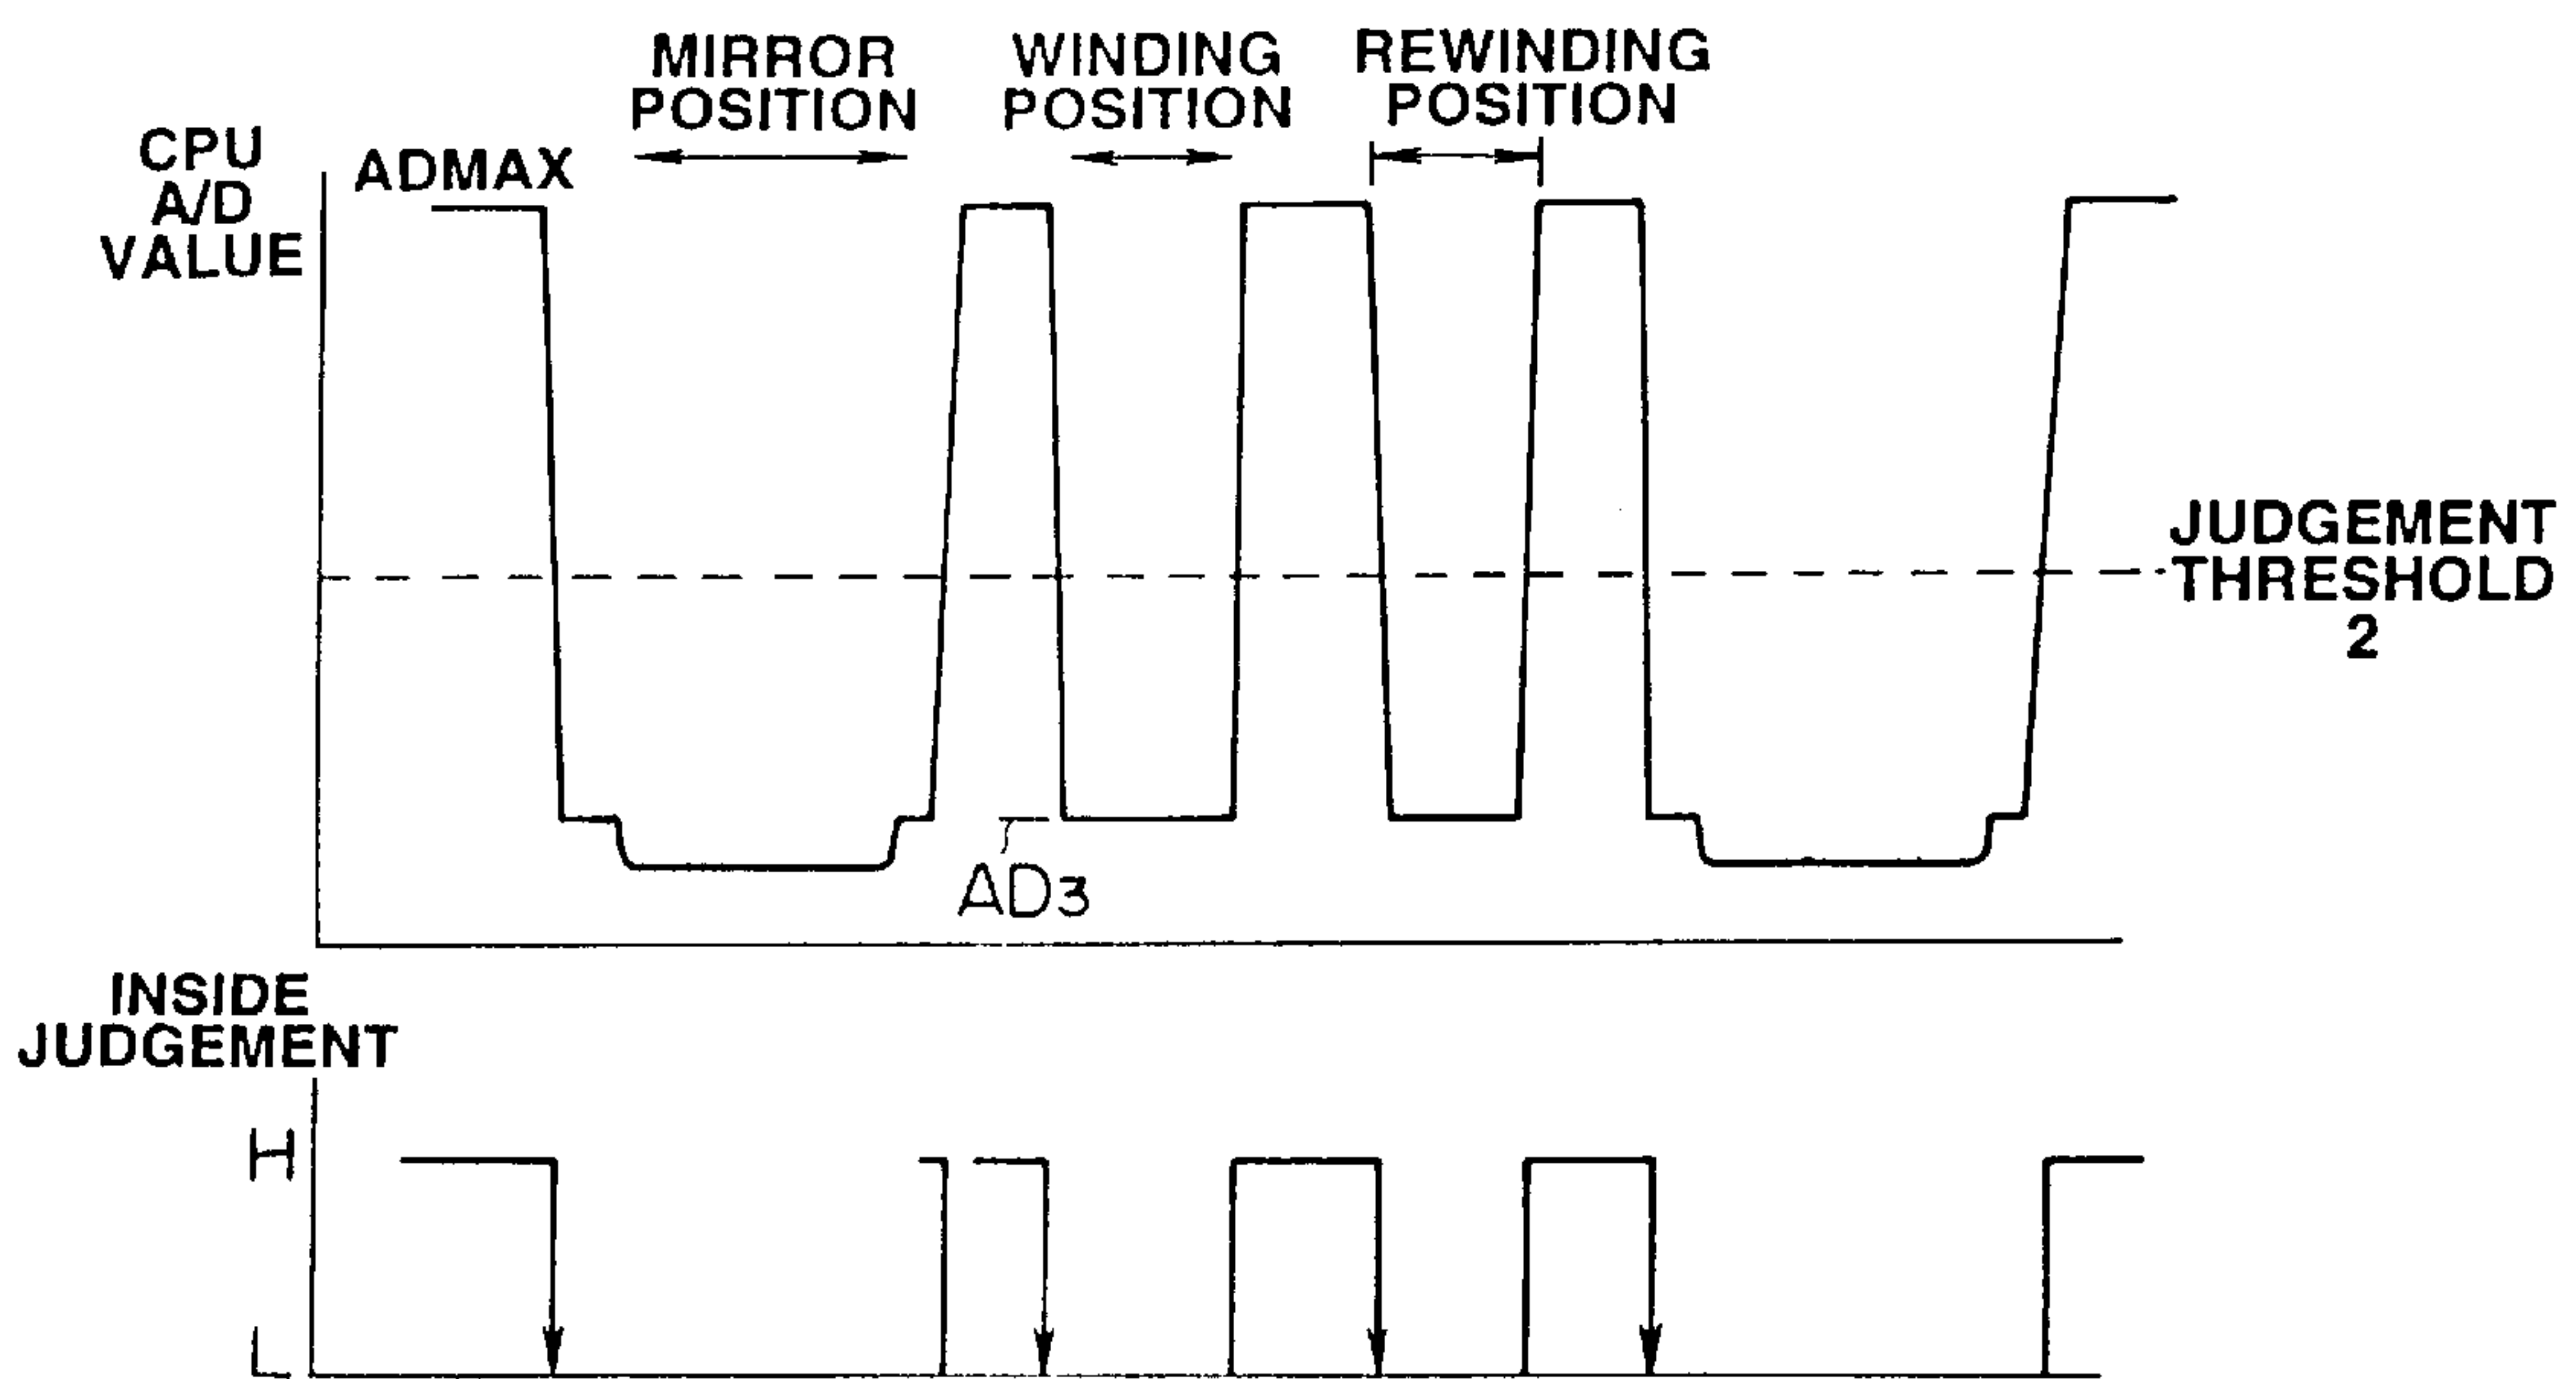 MIRROR
POSITION
WINDING
POSITION
REWINDING
POSITION
CPU
A/D
VALUE
ADMAX
JUDGEMENT
THRESHOLD
2
AD3
INSIDE
JUDGEMENT
H
L